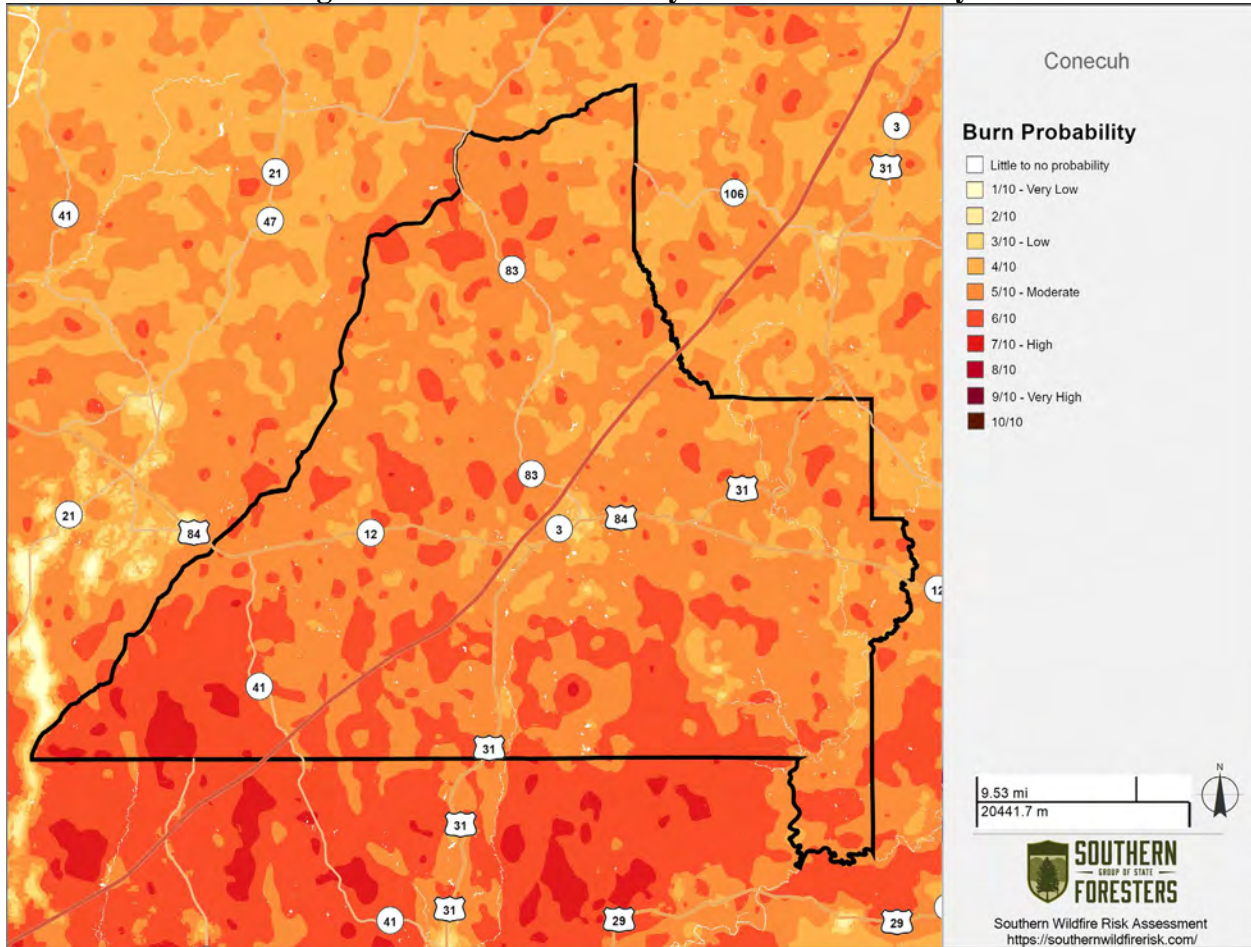 Conecuh
Burn Probability
Little to no probability
1/10 - Very Low
2/10
3/10 - Low
4/10
5/10 - Moderate
6/10
7/10 - High
8/10
9/10 - Very High
10/10
3
31
21
106
41
47
83
83
31
21
84
12
3
84
12
41
31
31
41
31
29
29
N
9.53 mi
20441.7 m
SOUTHERN
GROUP OF STATE
FORESTERS
Southern Wildfire Risk Assessment
https://southernwildfirerisk.com/